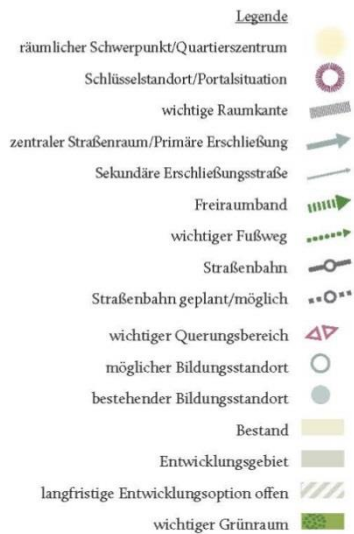 Legende
räumlicher Schwerpunkt/Quartierszentrum
Schlüsselstandort/Portalsituation
wichtige Raumkante
zentraler Straßenraum/Primäre Erschließung
Sekundäre Erschließungsstraße
Freiraumband
wichtiger Fußweg
Straßenbahn
Straßenbahn geplant/möglich
wichtiger Querungsbereich
möglicher Bildungsstandort
bestehender Bildungsstandort
Bestand
Entwicklungsgebiet
langfristige Entwicklungsoption offen
wichtiger Grünraum